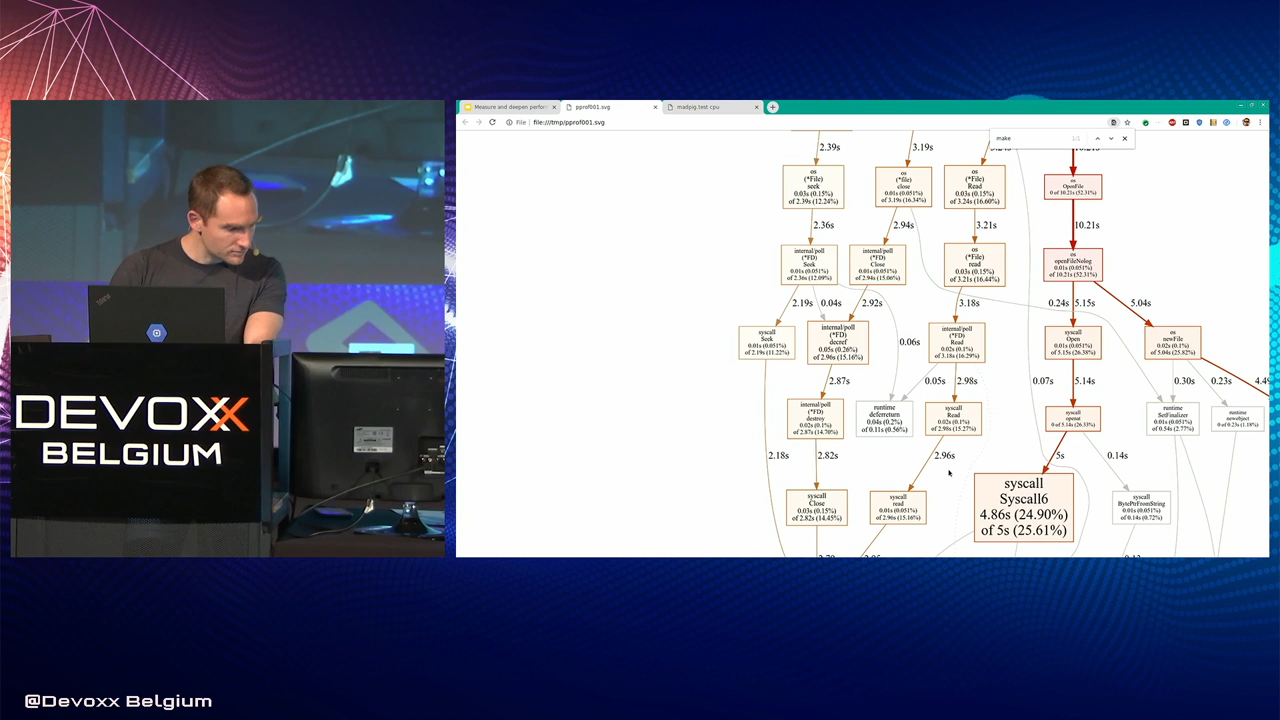 Measure and deepen perform
pprof001.svg
madpig.test cpu
File
file:///tmp/pprof001.svg
make
1/1
2.39s
3.19s
10.21s
os
(*File)
seek
0.03s (0.15%)
of 2.39s (12.24%)
os
(*file)
close
0.01s (0.051%)
of 3.19s (16.34%)
os
(*File)
Read
0.03s (0.15%)
of 3.24s (16.60%)
os
OpenFile
0 of 10.21s (52.31%)
2.36s
2.94s
3.21s
10.21s
internal/poll
(*FD)
Seek
0.01s (0.051%)
of 2.36s (12.09%)
internal/poll
(*FD)
Close
0.01s (0.051%)
of 2.94s (15.06%)
os
(*File)
read
0.03s (0.15%)
of 3.21s (16.44%)
os
openFileNolog
0.01s (0.051%)
of 10.21s (52.31%)
2.19s
0.04s
2.92s
3.18s
0.24s
5.15s
5.04s
syscall
Seek
0.01s (0.051%)
of 2.19s (11.22%)
internal/poll
(*FD)
decref
0.05s (0.26%)
of 2.96s (15.16%)
0.06s
internal/poll
(*FD)
Read
0.02s (0.1%)
of 3.18s (16.29%)
syscall
Open
0.01s (0.051%)
of 5.15s (26.38%)
os
newFile
0.02s (0.1%)
of 5.04s (25.82%)
2.87s
0.05s
2.98s
0.07s
5.14s
0.30s
0.23s
4.49
internal/poll
(*FD)
destroy
0.02s (0.1%)
of 2.87s (14.70%)
runtime
deferreturn
0.04s (0.2%)
of 0.11s (0.56%)
syscall
Read
0.02s (0.1%)
of 2.98s (15.27%)
syscall
openat
0 of 5.14s (26.33%)
runtime
SetFinalizer
0.01s (0.051%)
of 0.54s (2.77%)
runtime
newobject
0 of 0.23s (1.18%)
2.18s
2.82s
2.96s
5s
0.14s
syscall
Close
0.03s (0.15%)
of 2.82s (14.45%)
syscall
read
0.01s (0.051%)
of 2.96s (15.16%)
syscall
Syscall6
4.86s (24.90%)
of 5s (25.61%)
syscall
BytePtrFromString
0.01s (0.051%)
of 0.14s (0.72%)
DEVOXX
BELGIUM
@Devoxx Belgium